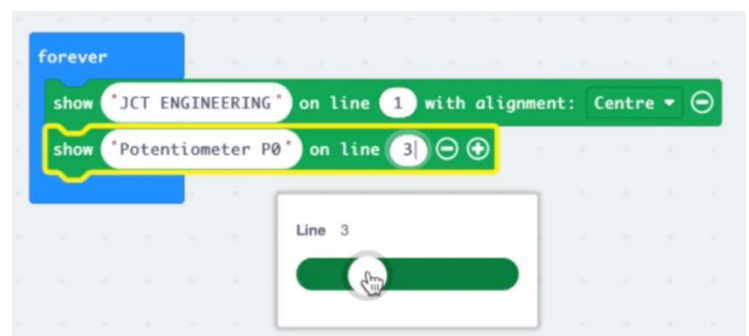 forever
show "JCT ENGINEERING" on line 1 with alignment: Centre
show "Potentiometer P0" on line 3
Line 3